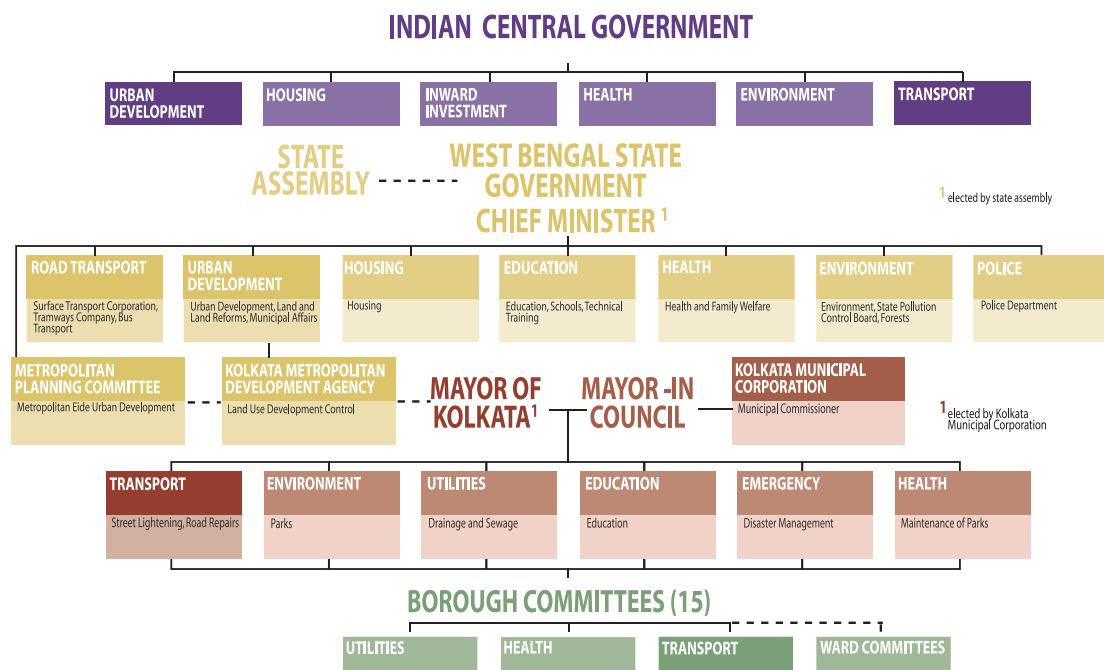 INDIAN CENTRAL GOVERNMENT
URBAN
DEVELOPMENT
HOUSING
INWARD
INVESTMENT
HEALTH
ENVIRONMENT
TRANSPORT
STATE
ASSEMBLY
WEST BENGAL STATE
GOVERNMENT
CHIEF MINISTER 1
1 elected by state assembly
ROAD TRANSPORT
Surface Transport Corporation,
Tramways Company, Bus
Transport
URBAN
DEVELOPMENT
Urban Development, Land and
Land Reforms, Municipal Affairs
HOUSING
Housing
EDUCATION
Education, Schools, Technical
Training
HEALTH
Health and Family Welfare
ENVIRONMENT
Environment, State Pollution
Control Board, Forests
POLICE
Police Department
METROPOLITAN
PLANNING COMMITTEE
Metropolitan Eide Urban Development
KOLKATA METROPOLITAN
DEVELOPMENT AGENCY
Land Use Development Control
MAYOR OF
KOLKATA1
MAYOR -IN
COUNCIL
KOLKATA MUNICIPAL
CORPORATION
Municipal Commissioner
1 elected by Kolkata
Municipal Corporation
TRANSPORT
Street Lightening, Road Repairs
ENVIRONMENT
Parks
UTILITIES
Drainage and Sewage
EDUCATION
Education
EMERGENCY
Disaster Management
HEALTH
Maintenance of Parks
BOROUGH COMMITTEES (15)
UTILITIES
HEALTH
TRANSPORT
WARD COMMITTEES